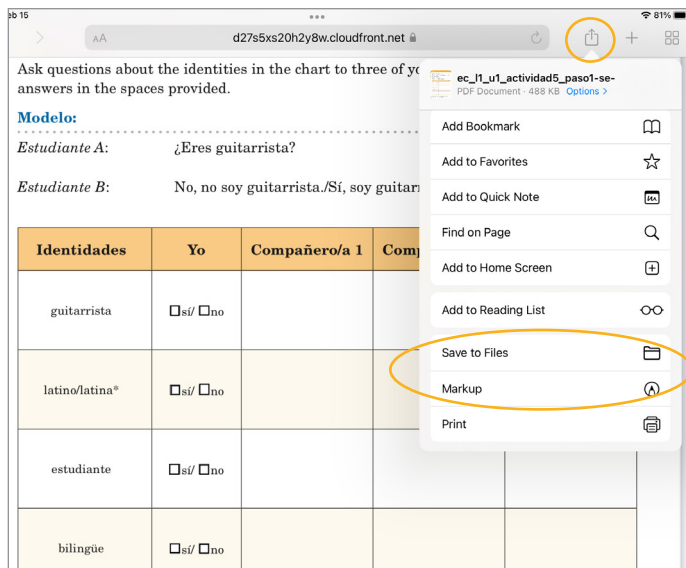 eb 15
81%
AA
d27s5xs20h2y8w.cloudfront.net
Ask questions about the identities in the chart to three of yo
answers in the spaces provided.
Modelo:
Estudiante A: ¿Eres guitarrista?
Estudiante B: No, no soy guitarrista./Sí, soy guitarr
Identidades Yo Compañero/a 1 Comp
guitarrista sí/ no
latino/latina* sí/ no
estudiante sí/ no
bilingüe sí/ no
ec_l1_u1_actividad5_paso1-se-
PDF Document · 488 KB Options >
Add Bookmark
Add to Favorites
Add to Quick Note
Find on Page
Add to Home Screen
Add to Reading List
Save to Files
Markup
Print